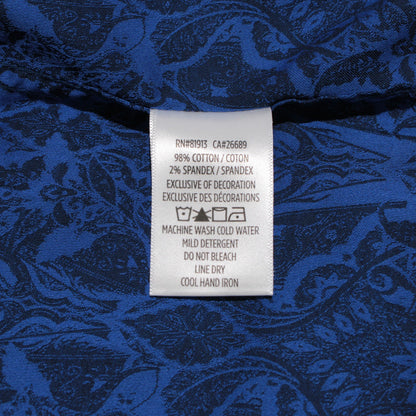 RN#81913 CA#26689
98% COTTON / COTON
2% SPANDEX / SPANDEX
EXCLUSIVE OF DECORATION
EXCLUSIVE DES DÉCORATIONS
MACHINE WASH COLD WATER
MILD DETERGENT
DO NOT BLEACH
LINE DRY
COOL HAND IRON